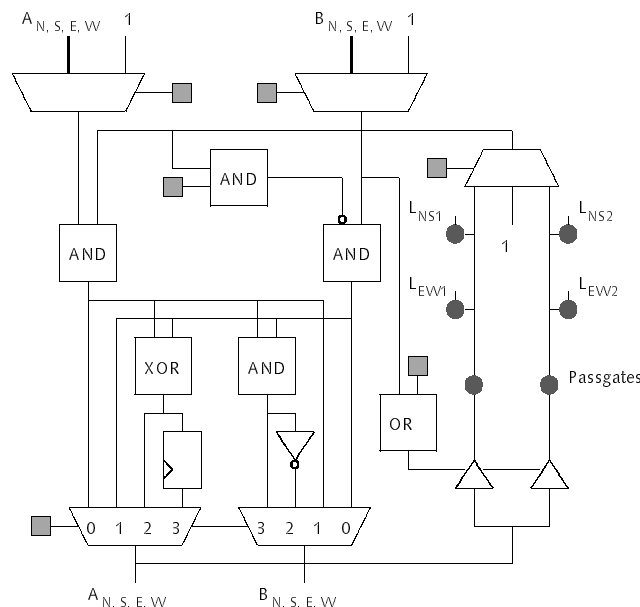 A N, S, E, W 1
B N, S, E, W 1
AND
L NS1
L NS2
AND
AND
1
L EW1
L EW2
XOR
AND
Passgates
OR
0 1 2 3
3 2 1 0
A N, S, E, W
B N, S, E, W